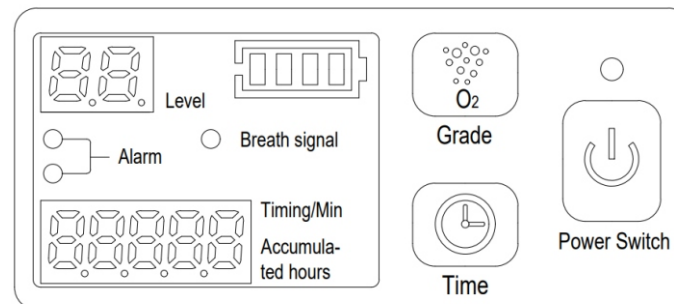 Level
Alarm
Breath signal
Timing/Min
Accumula-
ted hours
O₂
Grade
Time
Power Switch